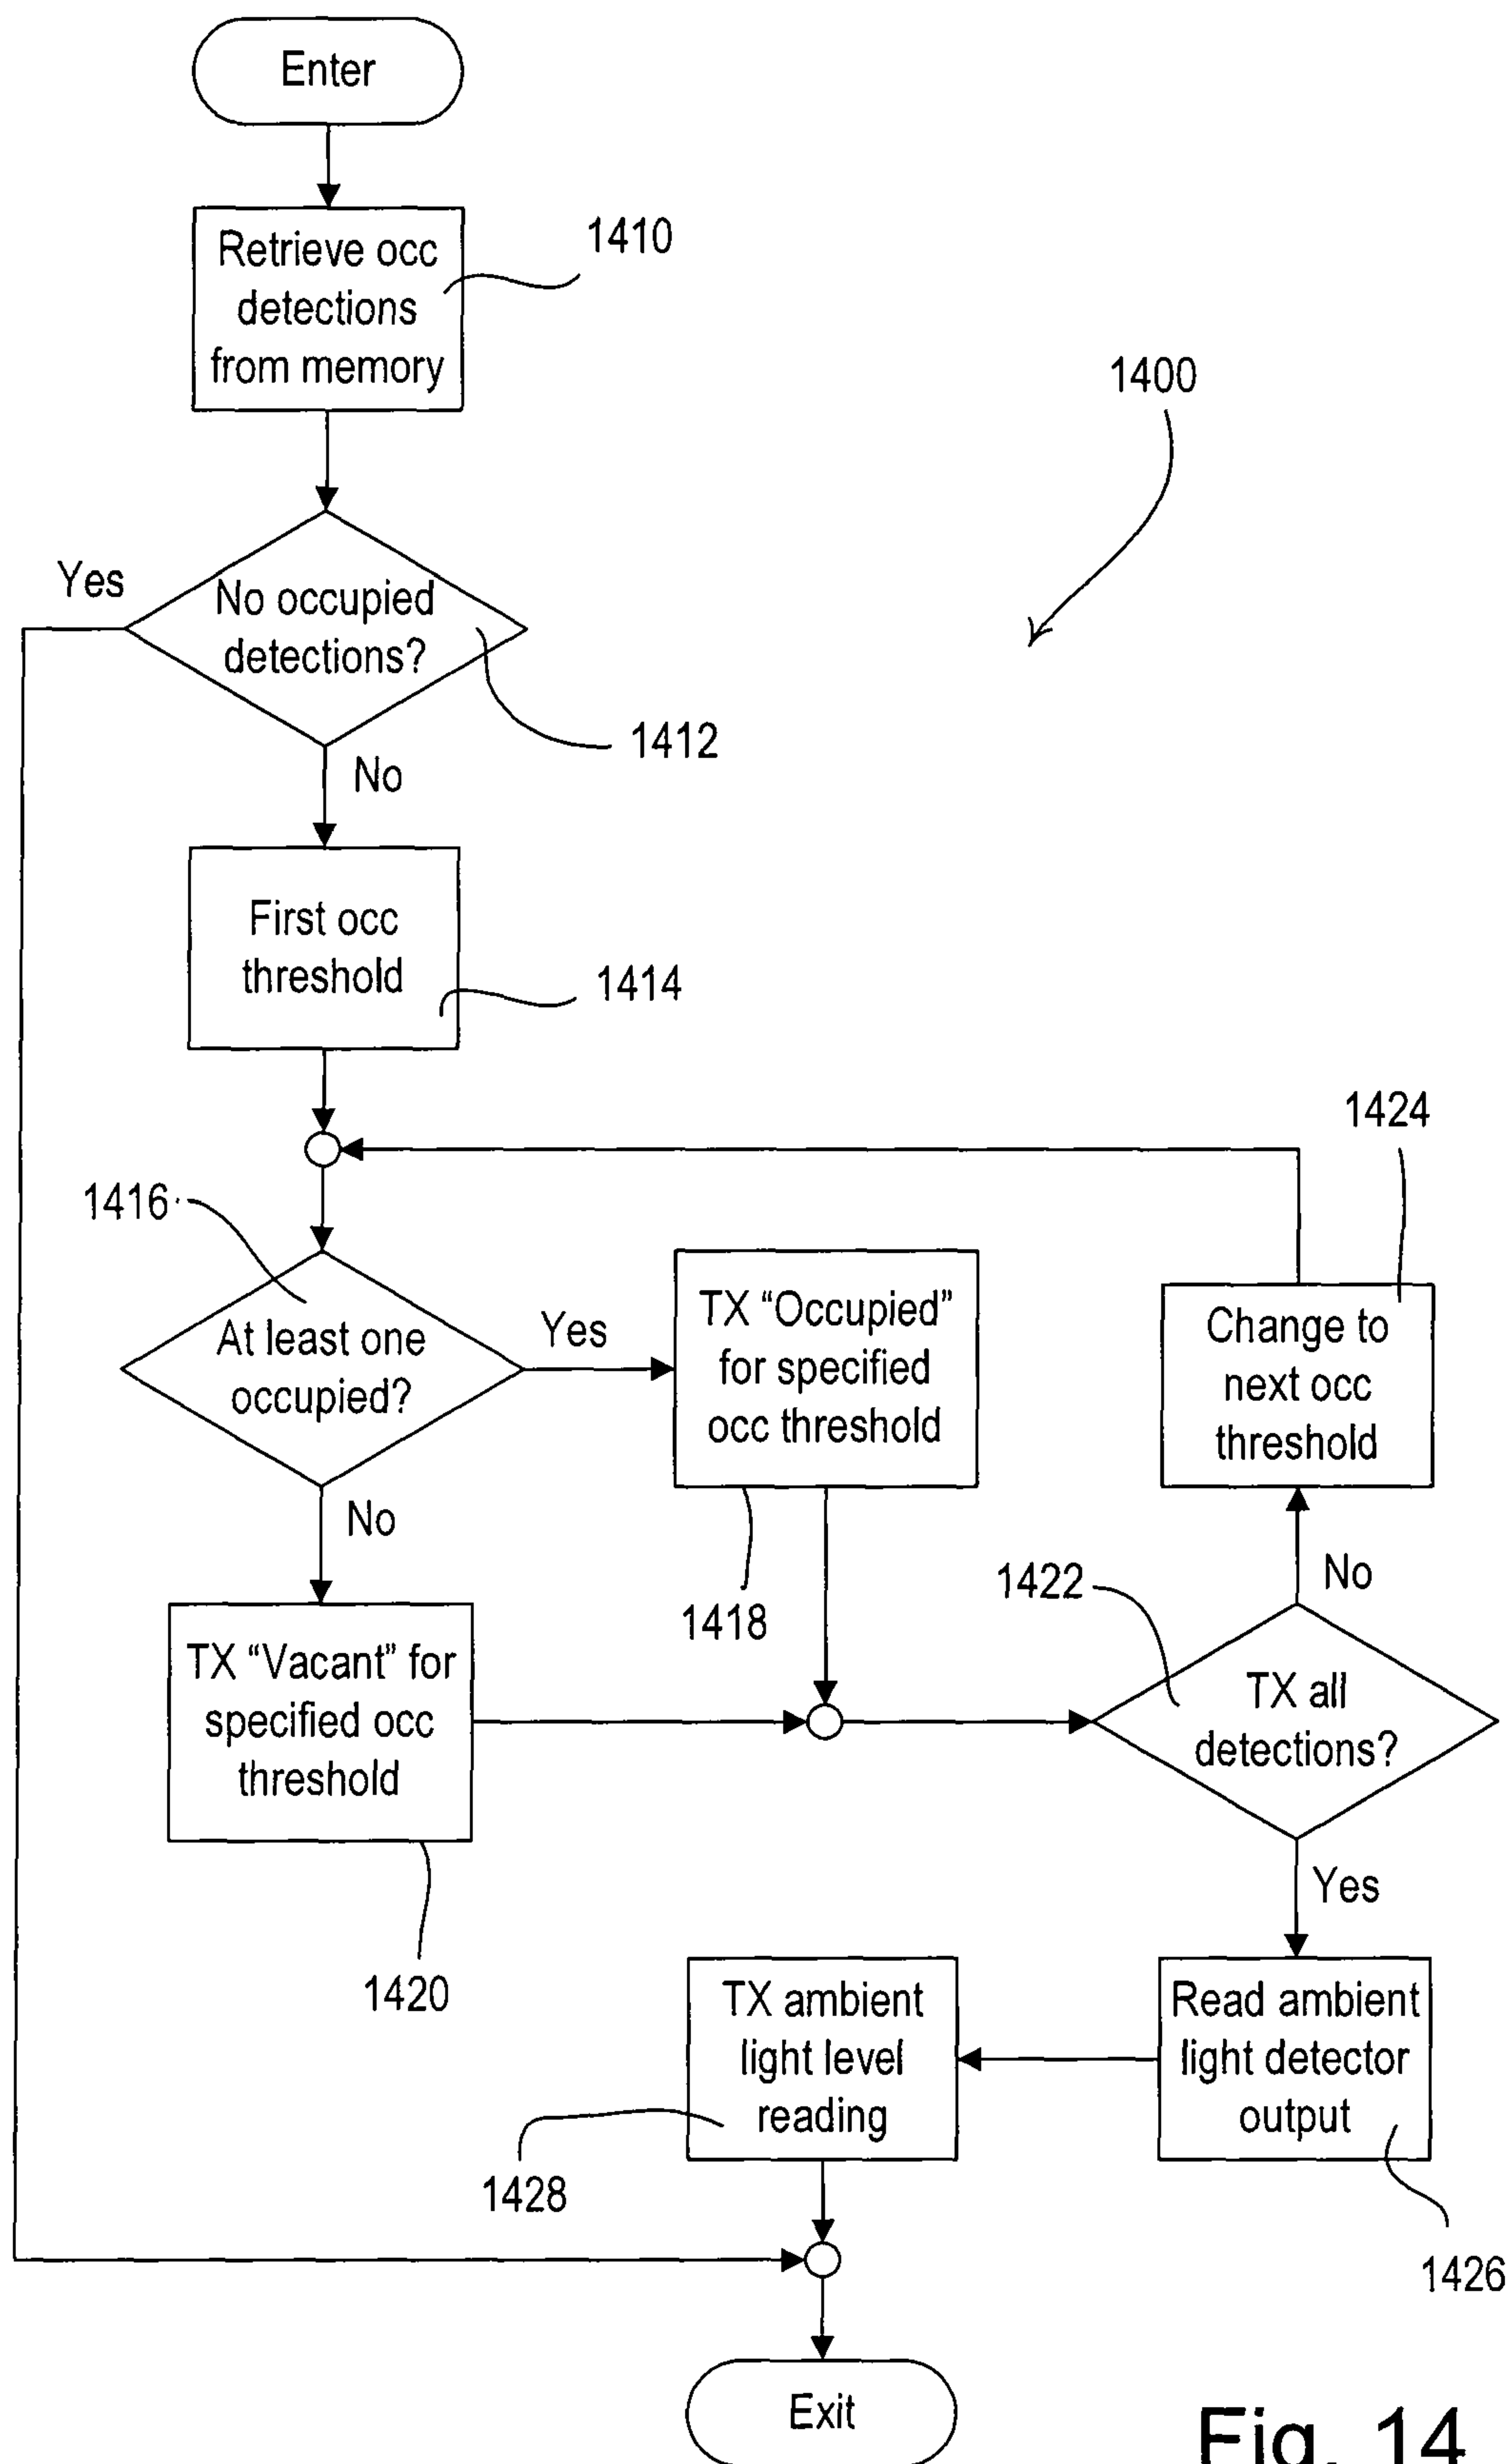 Enter
Retrieve occ
detections
from memory
1410
1400
Yes
No occupied
detections?
1412
No
First occ
threshold
1414
1424
1416
At least one
occupied?
Yes
TX “Occupied”
for specified
occ threshold
Change to
next occ
threshold
No
1418
1422
No
TX “Vacant” for
specified occ
threshold
TX all
detections?
Yes
1420
TX ambient
light level
reading
Read ambient
light detector
output
1428
1426
Exit
Fig. 14